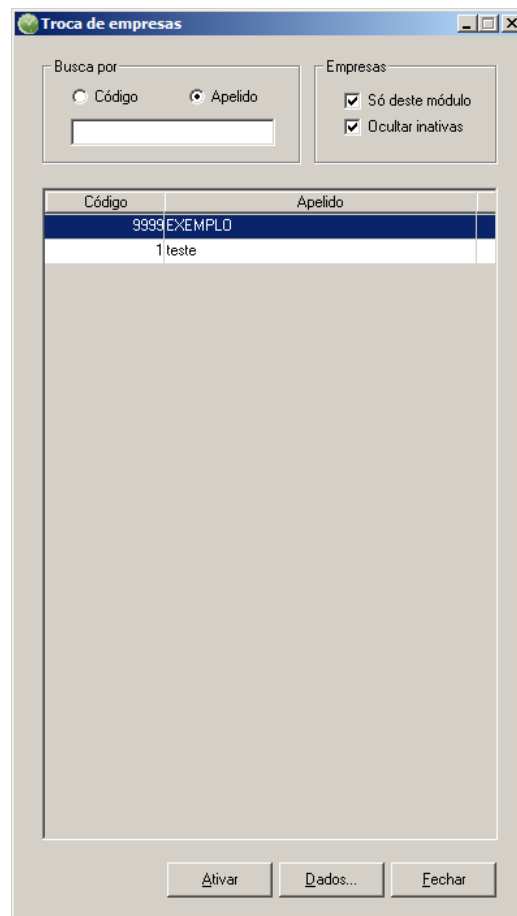 Troca de empresas
Busca por
Código Apelido
Empresas
Só deste módulo
Ocultar inativas
Código Apelido
9999 EXEMPLO
1 teste
Ativar Dados... Fechar